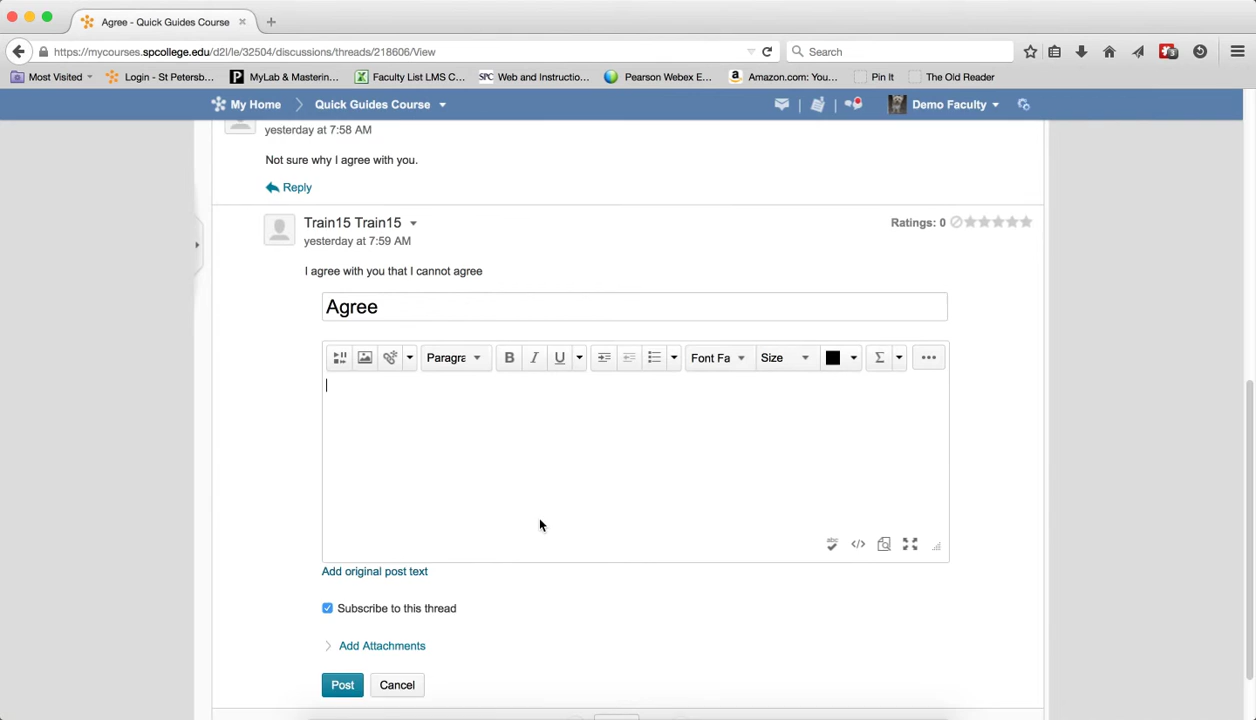 Agree - Quick Guides Course
https://mycourses.spcollege.edu/d2l/le/32504/discussions/threads/218606/View
Search
Most Visited
Login - St Petersb...
MyLab & Mastering...
Faculty List LMS C...
SPC
Web and Instructio...
Pearson Webex E...
Amazon.com: You...
Pin It
The Old Reader
My Home
Quick Guides Course
Demo Faculty
yesterday at 7:58 AM
Not sure why I agree with you.
Reply
Train15 Train15
Ratings: 0
yesterday at 7:59 AM
I agree with you that I cannot agree
Agree
Paragra
B
I
U
Font Fa
Size
Σ
abc
Add original post text
Subscribe to this thread
Add Attachments
Post
Cancel